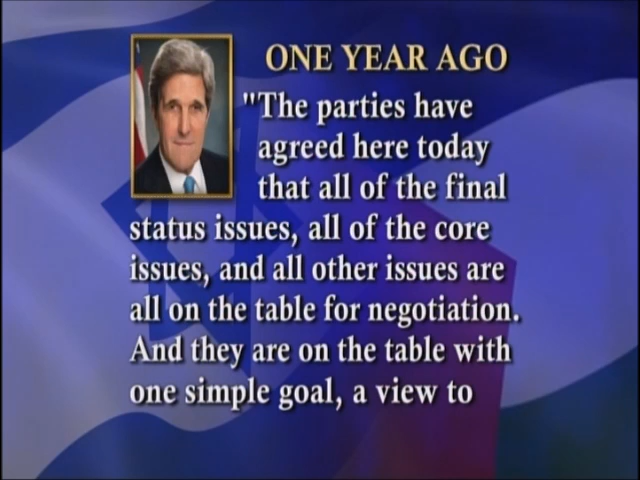 ONE YEAR AGO
"The parties have
agreed here today
that all of the final
status issues, all of the core
issues, and all other issues are
all on the table for negotiation.
And they are on the table with
one simple goal, a view to